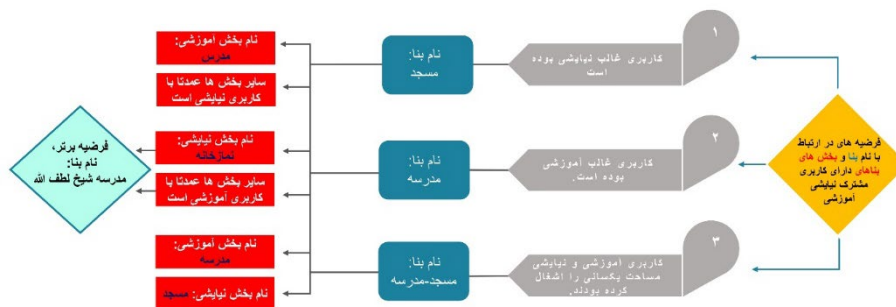 فرضیه های در ارتباط
با نام بنا و بخش های
بناهای دارای کاربری
مشترک نیایشی
آموزشی
۱
کاربری غالب نیایشی بوده
است
نام بنا:
مسجد
نام بخش آموزشی:
مدرس
سایر بخش ها عمدتا با
کاربری نیایشی است
۲
کاربری غالب آموزشی
بوده است.
نام بنا:
مدرسه
نام بخش نیایشی:
نمازخانه
سایر بخش ها عمدتا با
کاربری آموزشی است
۳
کاربری آموزشی و نیایشی
مساحت یکسانی را اشغال
کرده بودند.
نام بنا:
مسجد-مدرسه
نام بخش آموزشی:
مدرسه
نام بخش نیایشی: مسجد
فرضیه برتر،
نام بنا:
مدرسه شیخ لطف الله